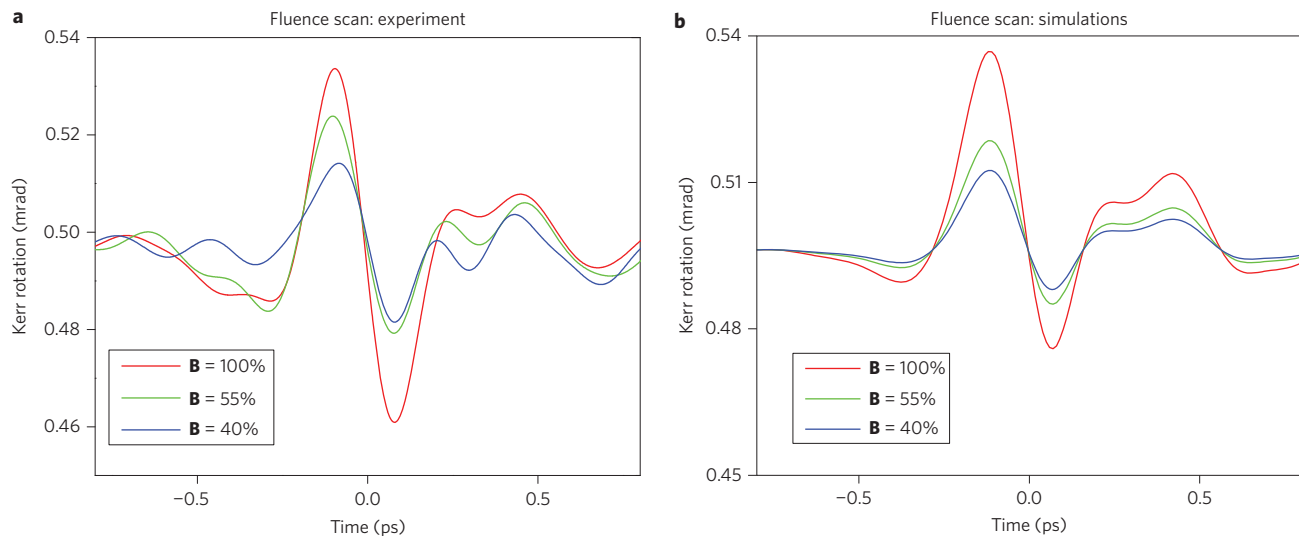 a
Fluence scan: experiment
0.54
0.52
0.50
0.48
0.46
Kerr rotation (mrad)
B = 100%
B = 55%
B = 40%
−0.5
0.0
0.5
Time (ps)
b
Fluence scan: simulations
0.54
0.51
0.48
0.45
Kerr rotation (mrad)
B = 100%
B = 55%
B = 40%
−0.5
0.0
0.5
Time (ps)